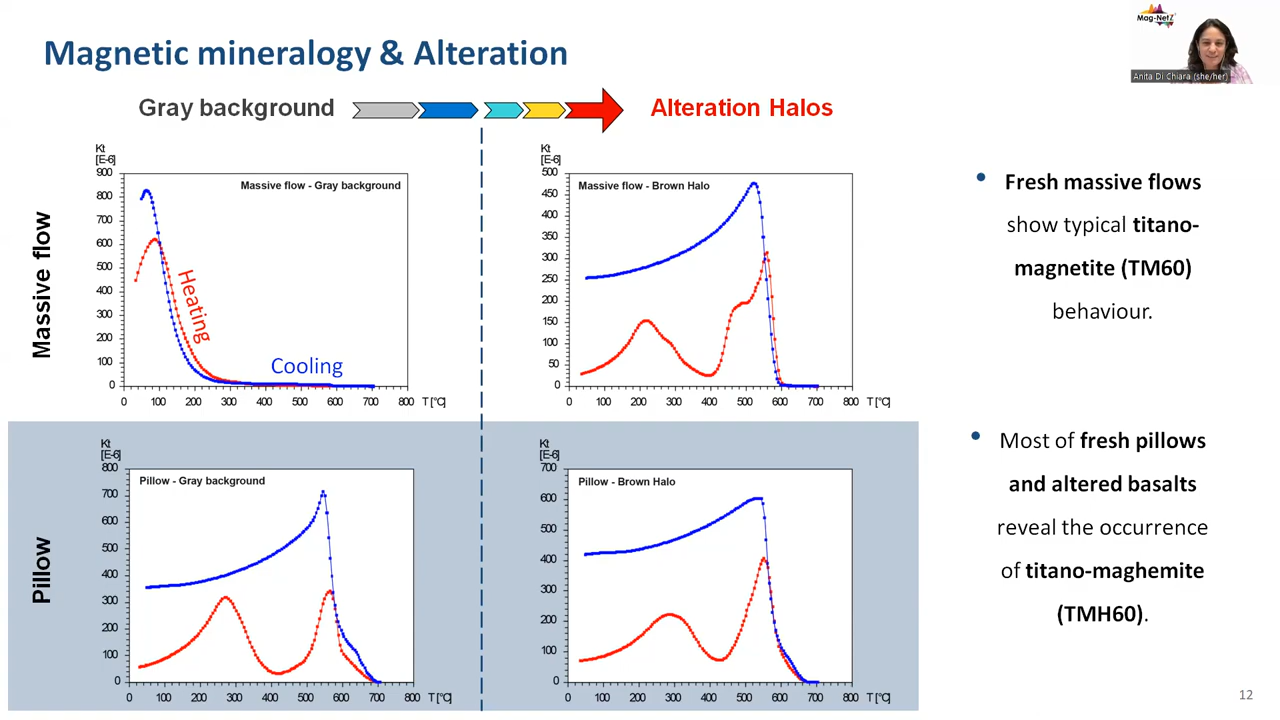 Magnetic mineralogy & Alteration
Mag-NetZ
Anita Di Chiara (she/her)
Gray background
Alteration Halos
Massive flow
Kt
[E-6]
900
800
700
600
500
400
300
200
100
0
Massive flow - Gray background
Heating
Cooling
0 100 200 300 400 500 600 700 800 T [°C]
Kt
[E-6]
500
450
400
350
300
250
200
150
100
50
0
Massive flow - Brown Halo
0 100 200 300 400 500 600 700 800 T [°C]
Pillow
Kt
[E-6]
800
700
600
500
400
300
200
100
0
Pillow - Gray background
0 100 200 300 400 500 600 700 800 T [°C]
Kt
[E-6]
700
600
500
400
300
200
100
0
Pillow - Brown Halo
0 100 200 300 400 500 600 700 800 T [°C]
• Fresh massive flows
show typical titano-
magnetite (TM60)
behaviour.
• Most of fresh pillows
and altered basalts
reveal the occurrence
of titano-maghemite
(TMH60).
12